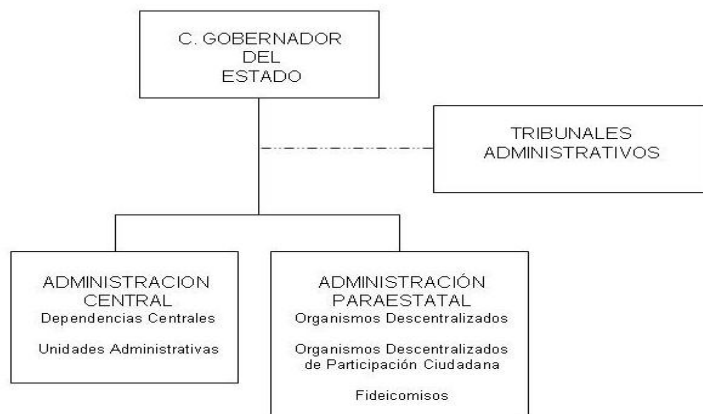 C. GOBERNADOR
DEL
ESTADO
TRIBUNALES
ADMINISTRATIVOS
ADMINISTRACION
CENTRAL
Dependencias Centrales
Unidades Administrativas
ADMINISTRACIÓN
PARAESTATAL
Organismos Descentralizados
Organismos Descentralizados
de Participación Ciudadana
Fideicomisos